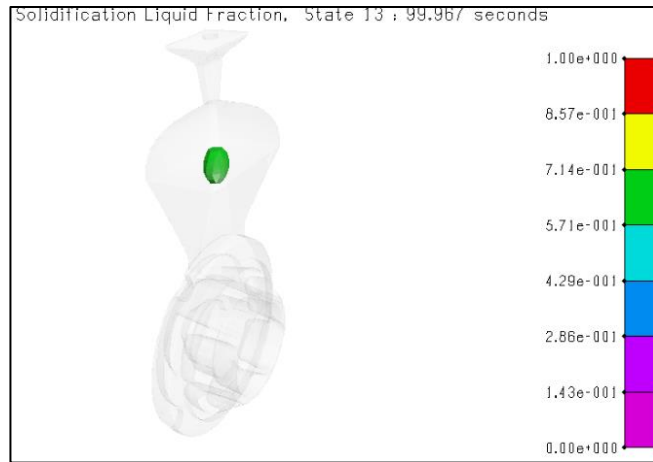 Solidification Liquid Fraction, State 13 : 99.967 seconds
1.00e+000
8.57e-001
7.14e-001
5.71e-001
4.29e-001
2.86e-001
1.43e-001
0.00e+000